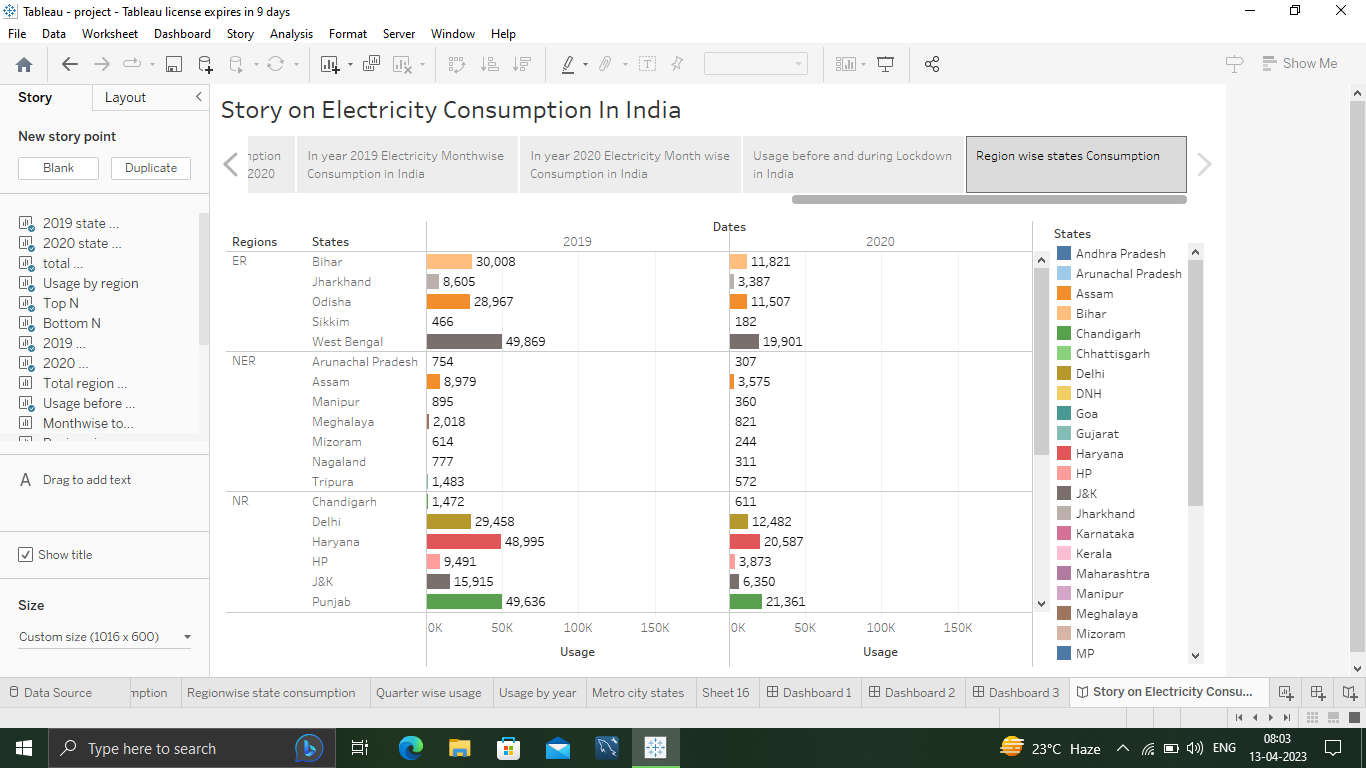 Tableau - project - Tableau license expires in 9 days
File Data Worksheet Dashboard Story Analysis Format Server Window Help
Show Me
Story Layout
New story point
Blank Duplicate
2019 state ...
2020 state ...
total ...
Usage by region
Top N
Bottom N
2019 ...
2020 ...
Total region ...
Usage before ...
Monthwise to...
A Drag to add text
Show title
Size
Custom size (1016 x 600)
Story on Electricity Consumption In India
2020
In year 2019 Electricity Monthwise
Consumption in India
In year 2020 Electricity Month wise
Consumption in India
Usage before and during Lockdown
in India
Region wise states Consumption
Dates
Regions States 2019 2020
ER Bihar 30,008 11,821
Jharkhand 8,605 3,387
Odisha 28,967 11,507
Sikkim 466 182
West Bengal 49,869 19,901
NER Arunachal Pradesh 754 307
Assam 8,979 3,575
Manipur 895 360
Meghalaya 2,018 821
Mizoram 614 244
Nagaland 777 311
Tripura 1,483 572
NR Chandigarh 1,472 611
Delhi 29,458 12,482
Haryana 48,995 20,587
HP 9,491 3,873
J&K 15,915 6,350
Punjab 49,636 21,361
0K 50K 100K 150K 0K 50K 100K 150K
Usage Usage
States
Andhra Pradesh
Arunachal Pradesh
Assam
Bihar
Chandigarh
Chhattisgarh
Delhi
DNH
Goa
Gujarat
Haryana
HP
J&K
Jharkhand
Karnataka
Kerala
Maharashtra
Manipur
Meghalaya
Mizoram
MP
Data Source mption Regionwise state consumption Quarter wise usage Usage by year Metro city states Sheet 16 Dashboard 1 Dashboard 2 Dashboard 3 Story on Electricity Consu...
Type here to search
23°C Haze
ENG
08:03
13-04-2023